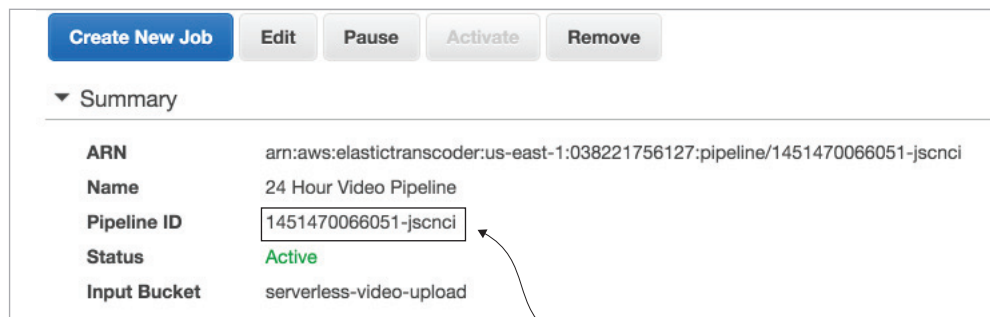 Create New Job Edit Pause Activate Remove
Summary
ARN arn:aws:elastictranscoder:us-east-1:038221756127:pipeline/1451470066051-jscnci
Name 24 Hour Video Pipeline
Pipeline ID 1451470066051-jscnci
Status Active
Input Bucket serverless-video-upload